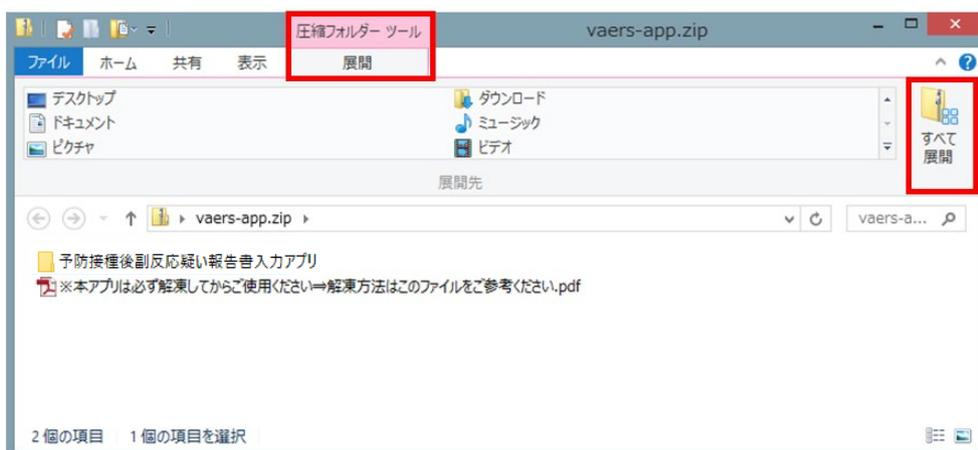 圧縮フォルダー ツール
vaers-app.zip
ファイル ホーム 共有 表示 展開
デスクトップ ダウンロード
ドキュメント ミュージック
ピクチャ ビデオ
すべて
展開
展開先
vaers-app.zip
vaers-a...
予防接種後副反応疑い報告書入力アプリ
※本アプリは必ず解凍してからご使用ください⇒解凍方法はこのファイルをご参考ください.pdf
2 個の項目 1 個の項目を選択